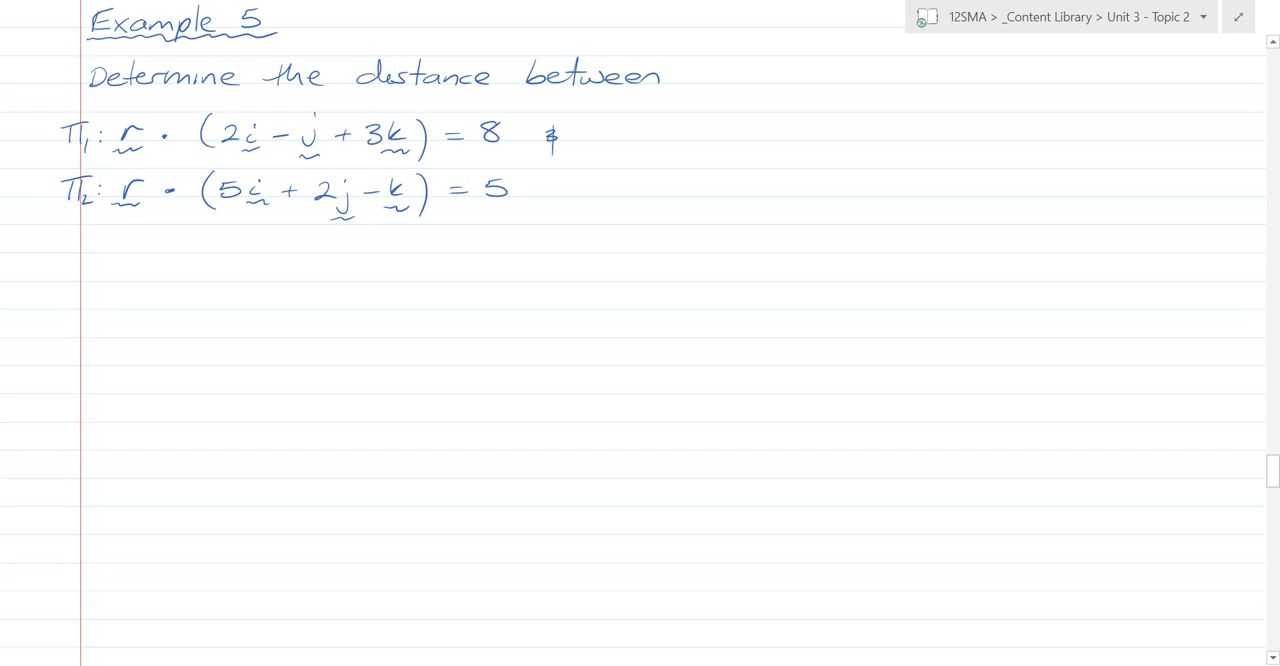 12SMA > _Content Library > Unit 3 - Topic 2
Example 5
Determine the distance between
Π₁: r · (2i − j + 3k) = 8 &
Π₂: r · (5i + 2j − k) = 5